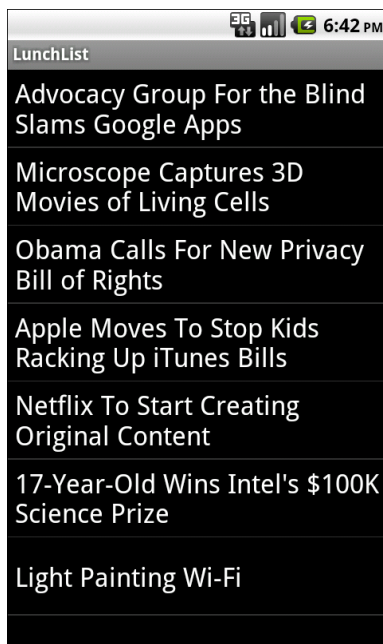 3G 6:42 PM
LunchList
Advocacy Group For the Blind
Slams Google Apps
Microscope Captures 3D
Movies of Living Cells
Obama Calls For New Privacy
Bill of Rights
Apple Moves To Stop Kids
Racking Up iTunes Bills
Netflix To Start Creating
Original Content
17-Year-Old Wins Intel's $100K
Science Prize
Light Painting Wi-Fi